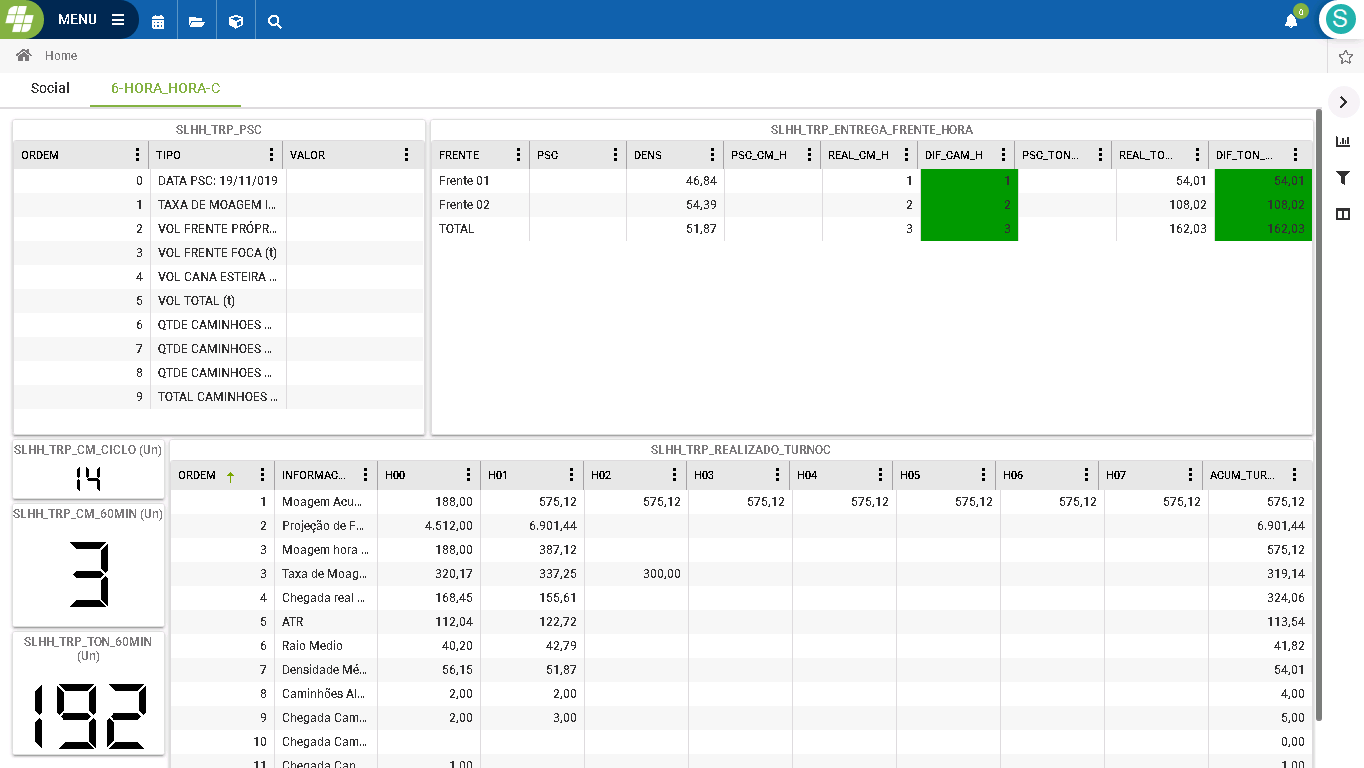 MENU
0
S
Home
Social 6-HORA_HORA-C
SLHH_TRP_PSC
ORDEM TIPO VALOR
0 DATA PSC: 19/11/019
1 TAXA DE MOAGEM I...
2 VOL FRENTE PRÓPR...
3 VOL FRENTE FOCA (t)
4 VOL CANA ESTEIRA ...
5 VOL TOTAL (t)
6 QTDE CAMINHOES ...
7 QTDE CAMINHOES ...
8 QTDE CAMINHOES ...
9 TOTAL CAMINHOES ...
SLHH_TRP_ENTREGA_FRENTE_HORA
FRENTE PSC DENS PSC_CM_H REAL_CM_H DIF_CAM_H PSC_TON... REAL_TO... DIF_TON_...
Frente 01 46,84 1 1 54,01 54,01
Frente 02 54,39 2 2 108,02 108,02
TOTAL 51,87 3 3 162,03 162,03
SLHH_TRP_CM_CICLO (Un)
14
SLHH_TRP_CM_60MIN (Un)
3
SLHH_TRP_TON_60MIN
(Un)
192
SLHH_TRP_REALIZADO_TURNOC
ORDEM INFORMAC... H00 H01 H02 H03 H04 H05 H06 H07 ACUM_TUR...
1 Moagem Acu... 188,00 575,12 575,12 575,12 575,12 575,12 575,12 575,12 575,12
2 Projeção de F... 4.512,00 6.901,44 6.901,44
3 Moagem hora ... 188,00 387,12 575,12
3 Taxa de Moag... 320,17 337,25 300,00 319,14
4 Chegada real ... 168,45 155,61 324,06
5 ATR 112,04 122,72 113,54
6 Raio Medio 40,20 42,79 41,82
7 Densidade Mé... 56,15 51,87 54,01
8 Caminhões Al... 2,00 2,00 4,00
9 Chegada Cam... 2,00 3,00 5,00
10 Chegada Cam... 0,00
11 Chegada Can... 1,00 1,00